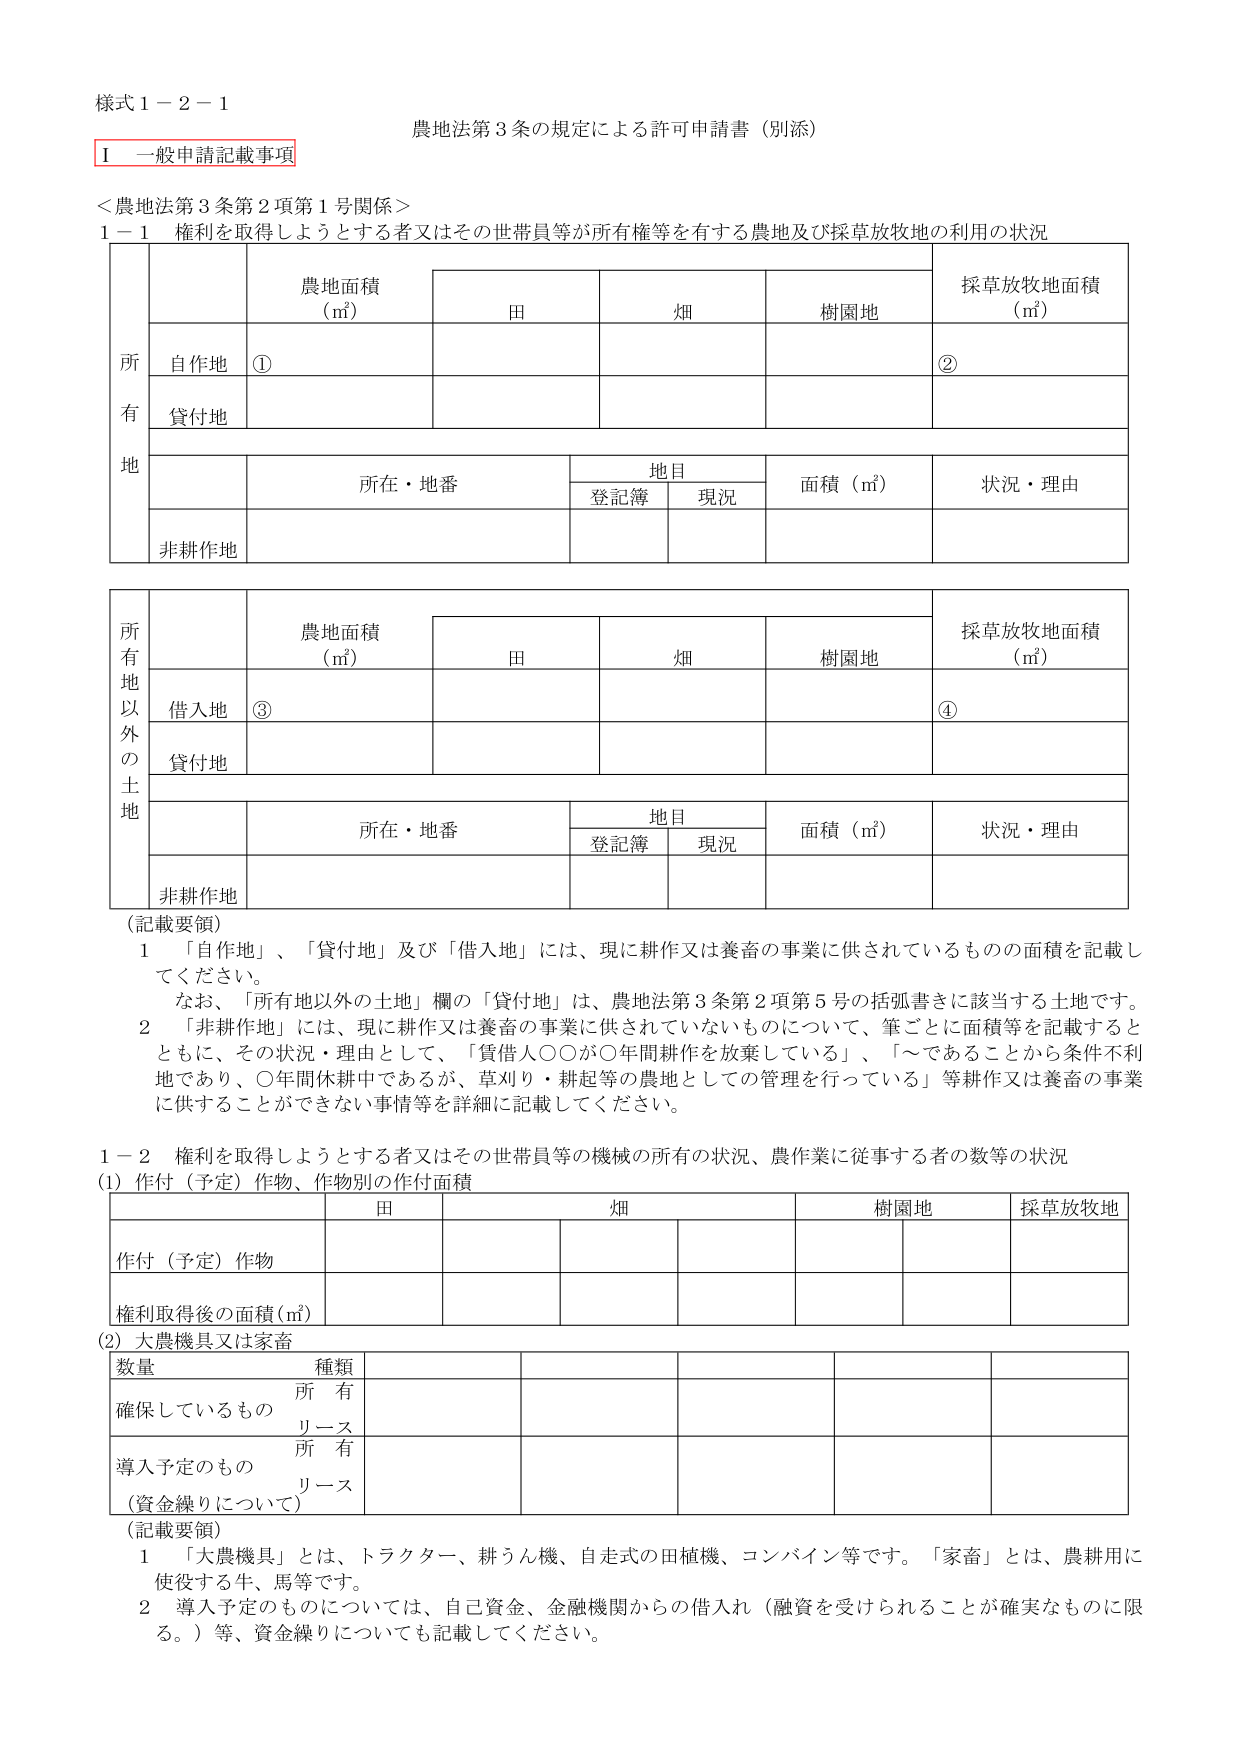 様式１－２－１
農地法第３条の規定による許可申請書（別添）
Ⅰ　一般申請記載事項
＜農地法第３条第２項第１号関係＞
１－１　権利を取得しようとする者又はその世帯員等が所有権等を有する農地及び採草放牧地の利用の状況
所有地
農地面積（㎡）　田　畑　樹園地　採草放牧地面積（㎡）
自作地　①　②
貸付地
所在・地番　地目　面積（㎡）　状況・理由
登記簿　現況
非耕作地
所有地以外の土地
農地面積（㎡）　田　畑　樹園地　採草放牧地面積（㎡）
借入地　③　④
貸付地
所在・地番　地目　面積（㎡）　状況・理由
登記簿　現況
非耕作地
（記載要領）
１　「自作地」、「貸付地」及び「借入地」には、現に耕作又は養畜の事業に供されているものの面積を記載し
てください。
なお、「所有地以外の土地」欄の「貸付地」は、農地法第３条第２項第５号の括弧書きに該当する土地です。
２　「非耕作地」には、現に耕作又は養畜の事業に供されていないものについて、筆ごとに面積等を記載すると
ともに、その状況・理由として、「賃借人○○が○年間耕作を放棄している」、「～であることから条件不利
地であり、○年間休耕中であるが、草刈り・耕起等の農地としての管理を行っている」等耕作又は養畜の事業
に供することができない事情等を詳細に記載してください。
１－２　権利を取得しようとする者又はその世帯員等の機械の所有の状況、農作業に従事する者の数等の状況
(1) 作付（予定）作物、作物別の作付面積
田　畑　樹園地　採草放牧地
作付（予定）作物
権利取得後の面積(㎡)
(2) 大農機具又は家畜
数量　種類
確保しているもの　所　有
リース
導入予定のもの　所　有
リース
（資金繰りについて）
（記載要領）
１　「大農機具」とは、トラクター、耕うん機、自走式の田植機、コンバイン等です。「家畜」とは、農耕用に
使役する牛、馬等です。
２　導入予定のものについては、自己資金、金融機関からの借入れ（融資を受けられることが確実なものに限
る。）等、資金繰りについても記載してください。